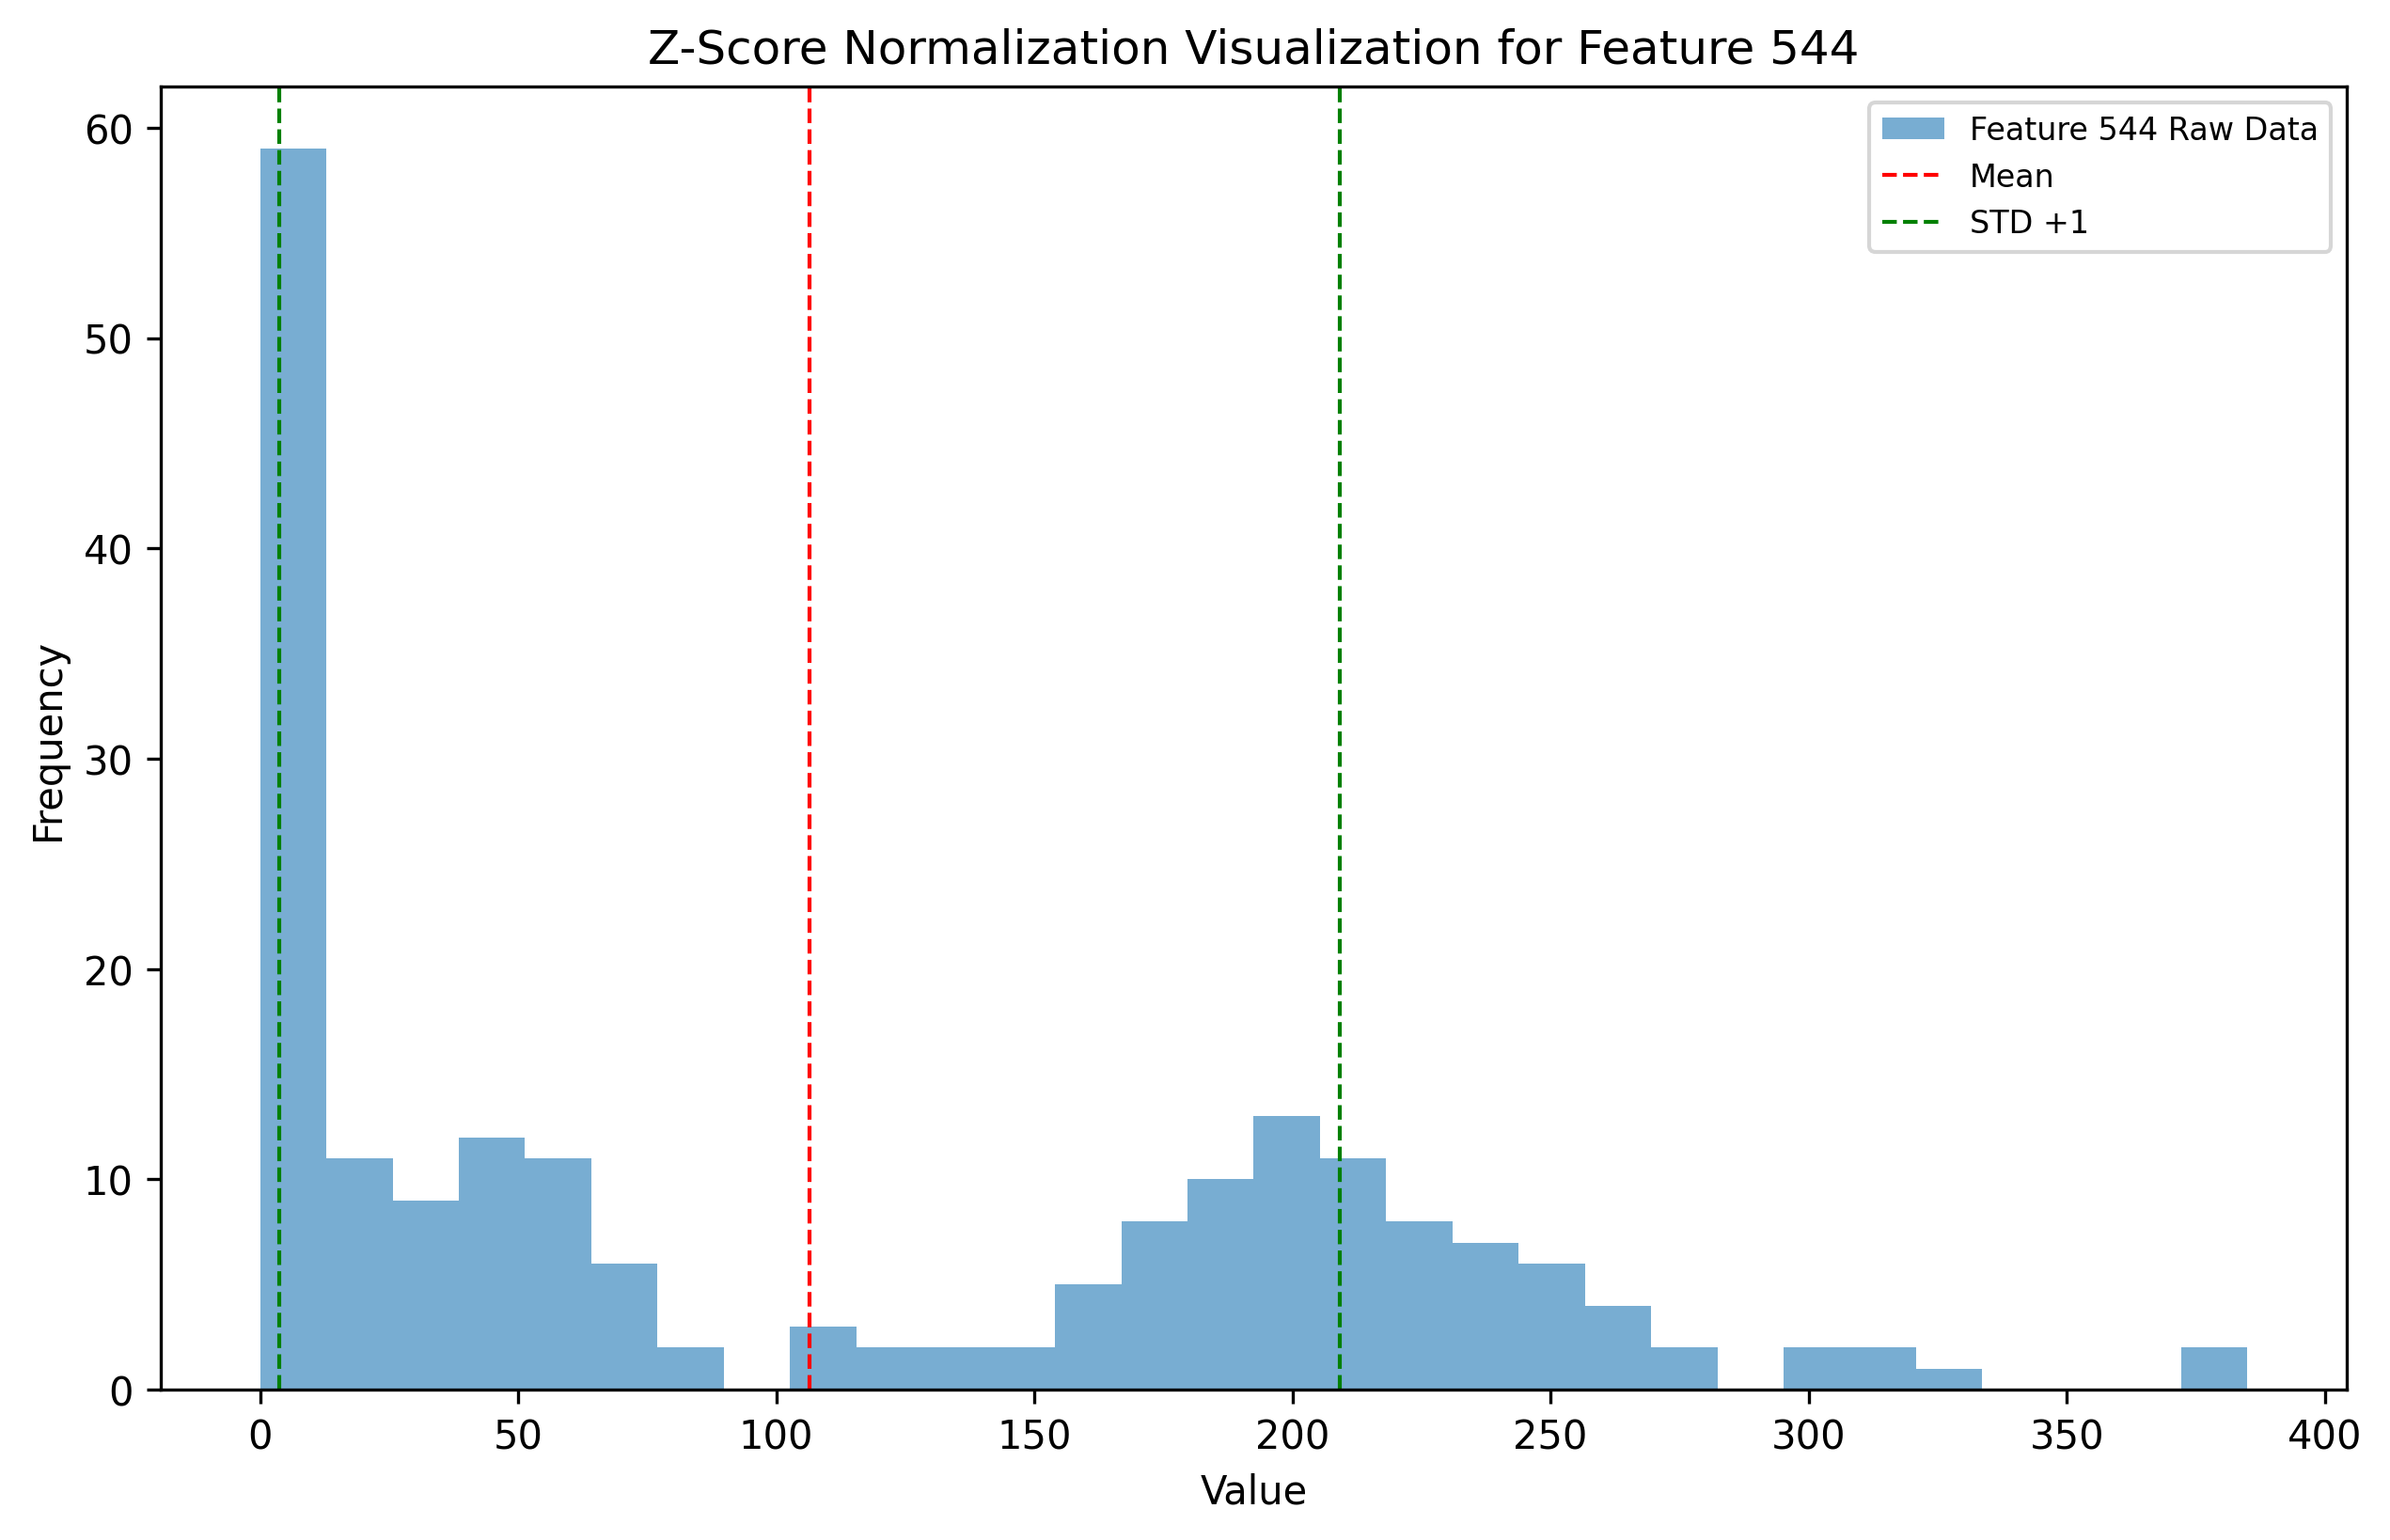 Z-Score Normalization Visualization for Feature 544
Feature 544 Raw Data
Mean
STD +1
60
50
40
30
20
10
0
Frequency
0 50 100 150 200 250 300 350 400
Value